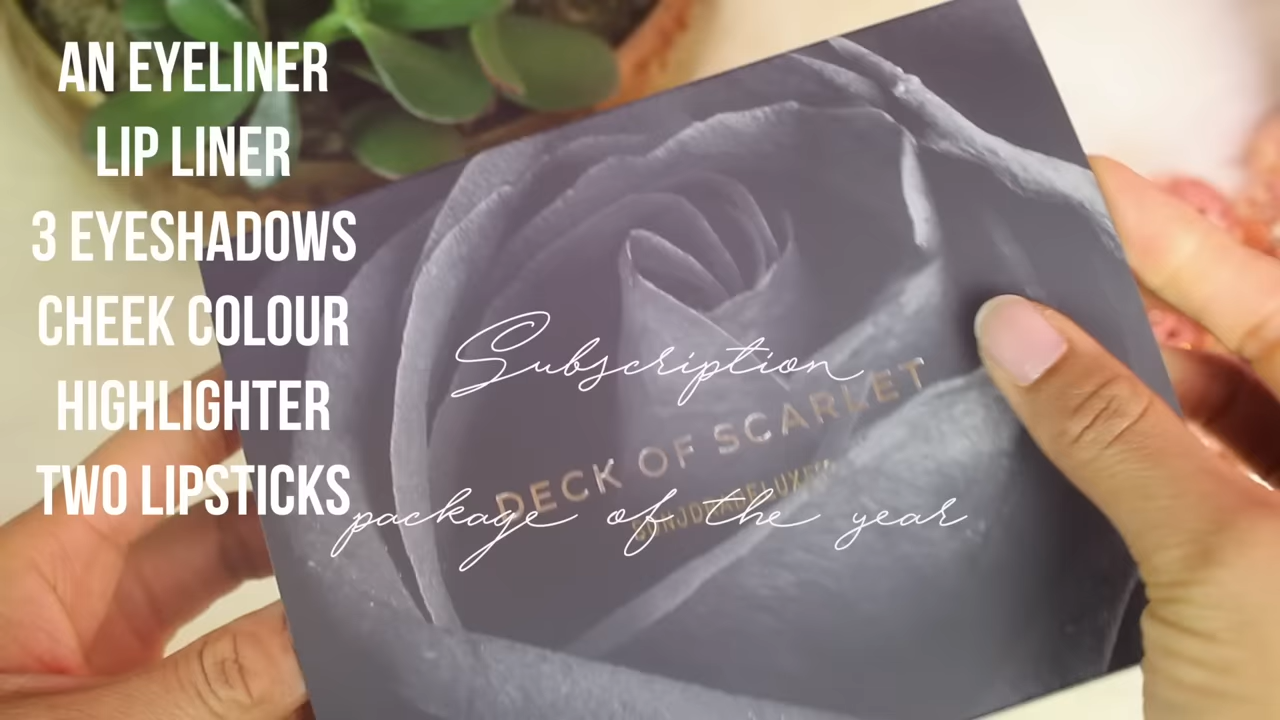 AN EYELINER
LIP LINER
3 EYESHADOWS
CHEEK COLOUR
HIGHLIGHTER
TWO LIPSTICKS
Subscription
DECK OF SCARLET
package of the year